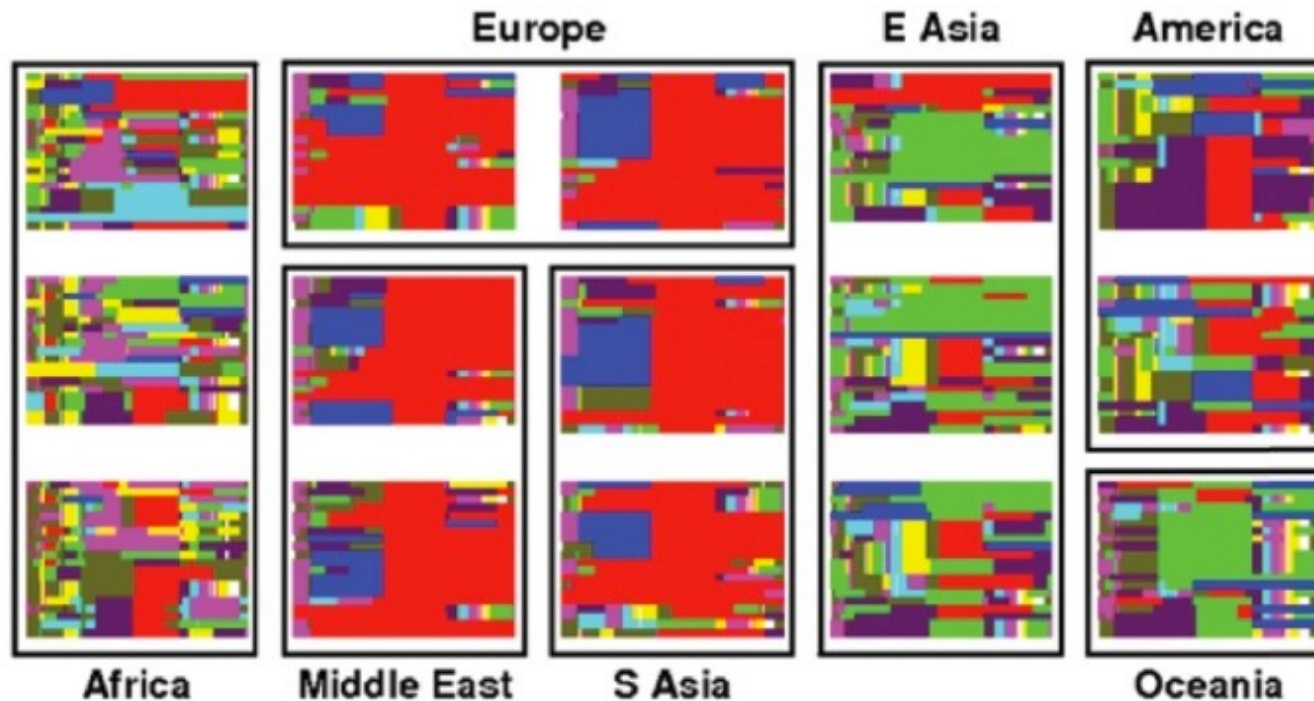 Europe
E Asia
America
Africa
Middle East
S Asia
Oceania